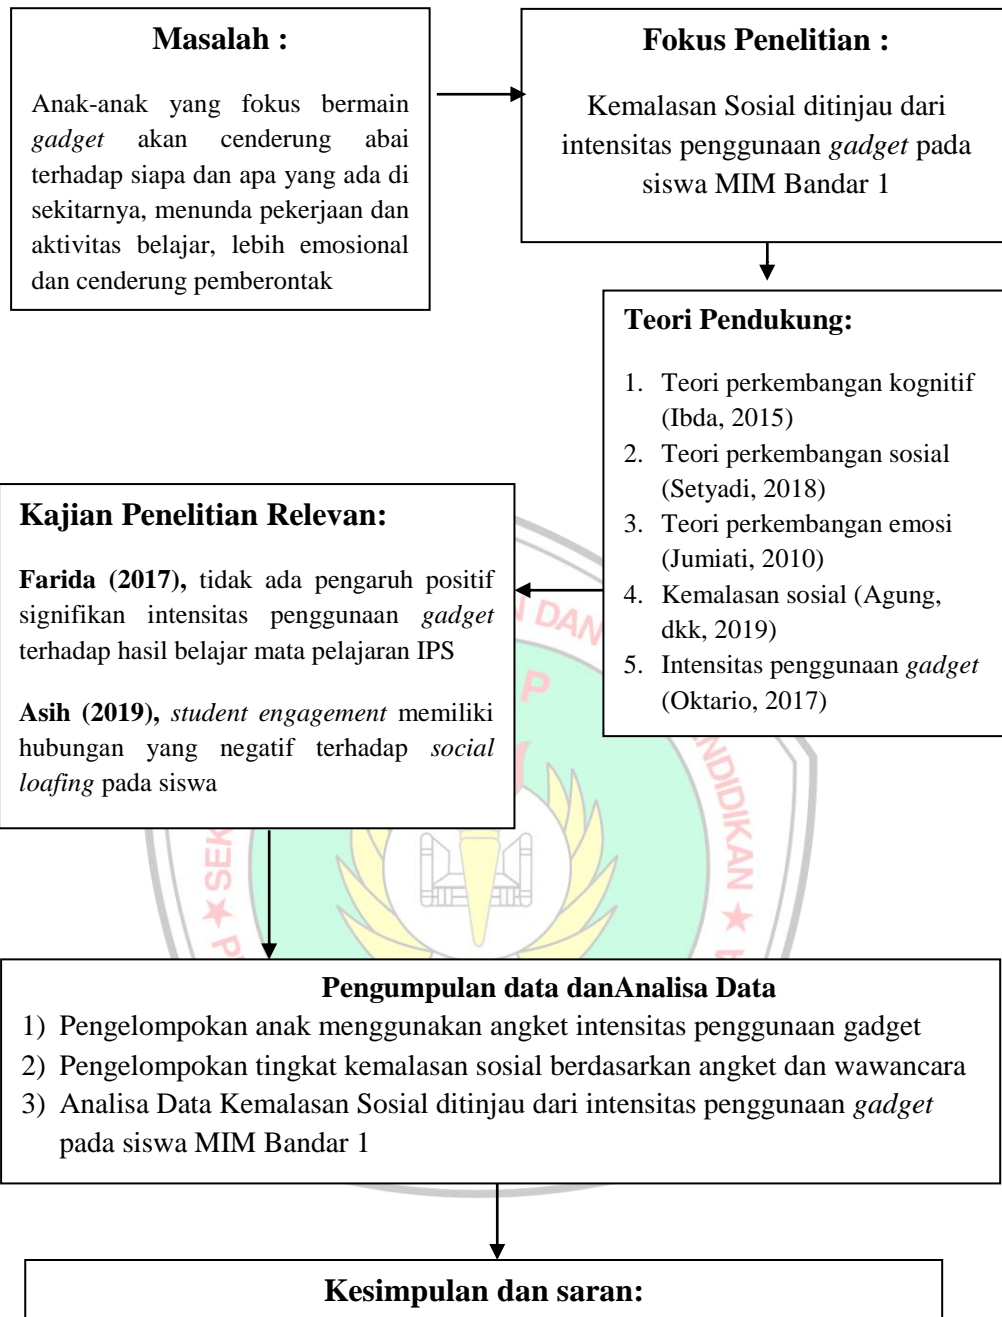 Masalah :
Anak-anak yang fokus bermain
gadget akan cenderung abai
terhadap siapa dan apa yang ada di
sekitarnya, menunda pekerjaan dan
aktivitas belajar, lebih emosional
dan cenderung pemberontak
Fokus Penelitian :
Kemalasan Sosial ditinjau dari
intensitas penggunaan gadget pada
siswa MIM Bandar 1
Teori Pendukung:
1. Teori perkembangan kognitif
(Ibda, 2015)
2. Teori perkembangan sosial
(Setyadi, 2018)
3. Teori perkembangan emosi
(Jumiati, 2010)
4. Kemalasan sosial (Agung,
dkk, 2019)
5. Intensitas penggunaan gadget
(Oktario, 2017)
Kajian Penelitian Relevan:
Farida (2017), tidak ada pengaruh positif
signifikan intensitas penggunaan gadget
terhadap hasil belajar mata pelajaran IPS
Asih (2019), student engagement memiliki
hubungan yang negatif terhadap social
loafing pada siswa
DAN
P
SEK
NDIDIKAN
Pengumpulan data danAnalisa Data
1) Pengelompokan anak menggunakan angket intensitas penggunaan gadget
2) Pengelompokan tingkat kemalasan sosial berdasarkan angket dan wawancara
3) Analisa Data Kemalasan Sosial ditinjau dari intensitas penggunaan gadget
pada siswa MIM Bandar 1
Kesimpulan dan saran: